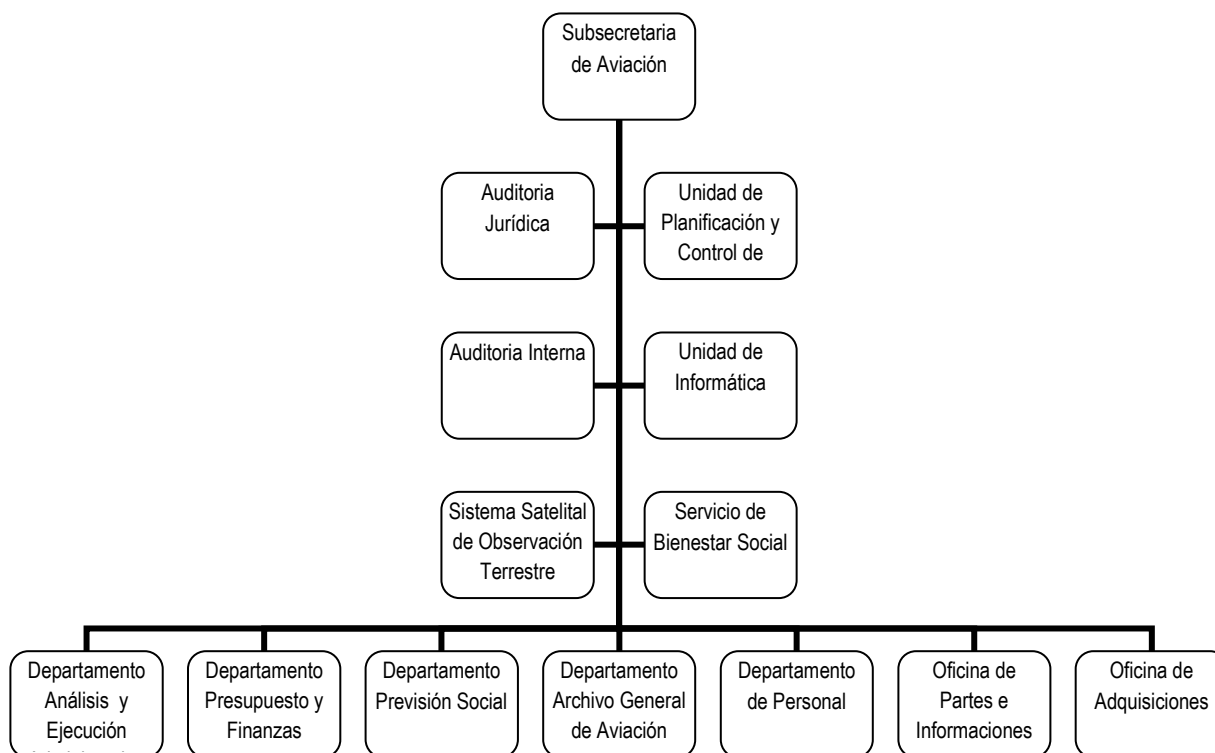 Subsecretaria
de Aviación
Auditoria
Jurídica
Unidad de
Planificación y
Control de
Auditoria Interna
Unidad de
Informática
Sistema Satelital
de Observación
Terrestre
Servicio de
Bienestar Social
Departamento
Análisis y
Ejecución
Departamento
Presupuesto y
Finanzas
Departamento
Previsión Social
Departamento
Archivo General
de Aviación
Departamento
de Personal
Oficina de
Partes e
Informaciones
Oficina de
Adquisiciones